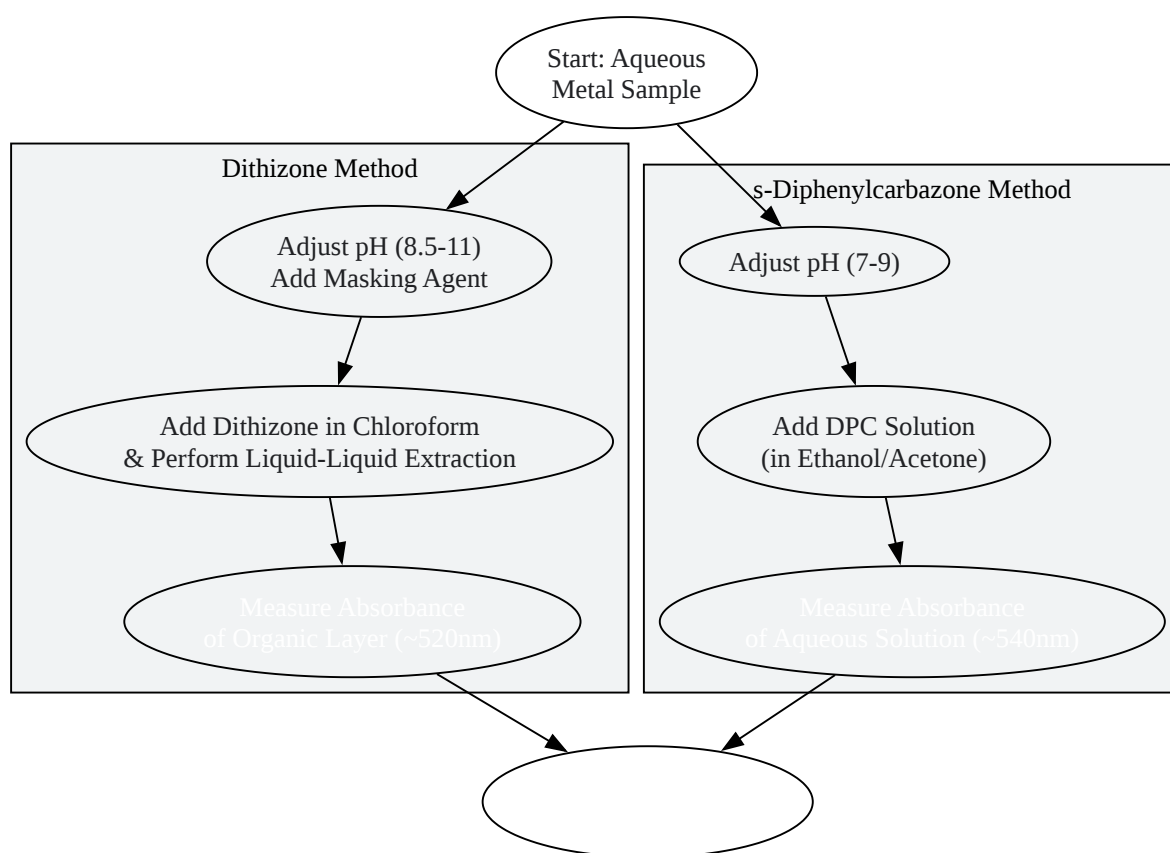 Start: Aqueous
Metal Sample
Dithizone Method
s-Diphenylcarbazone Method
Adjust pH (8.5-11)
Add Masking Agent
Adjust pH (7-9)
Add Dithizone in Chloroform
& Perform Liquid-Liquid Extraction
Add DPC Solution
(in Ethanol/Acetone)
Measure Absorbance
of Organic Layer (~520nm)
Measure Absorbance
of Aqueous Solution (~540nm)